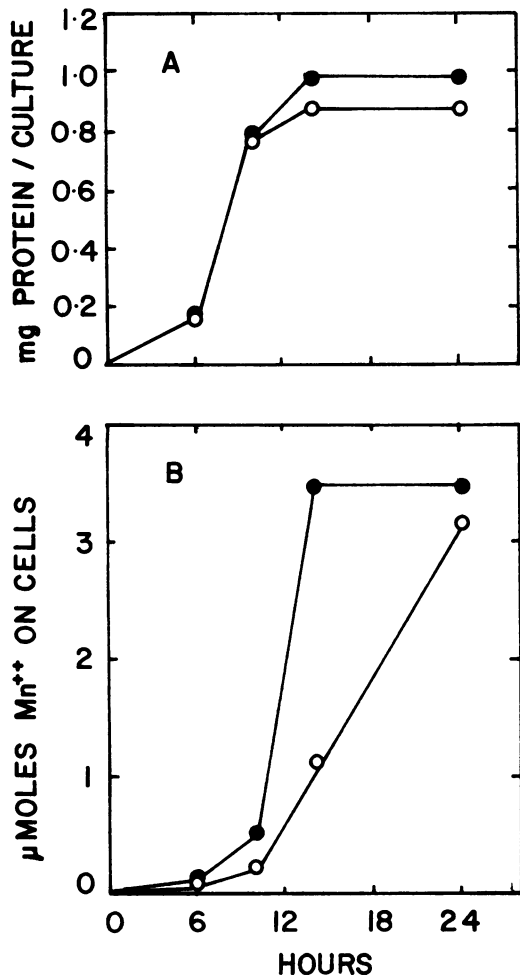 mg PROTEIN / CULTURE
1·2
1·0
0·8
0·6
0·4
0·2
0
A
μMOLES Mn++ ON CELLS
4
3
2
1
0
B
0 6 12 18 24
HOURS